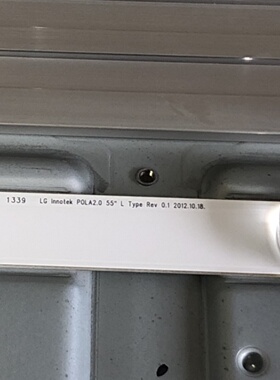 1339 LG Innotek POLA2.0 55" L Type Rev 0.1 2012.10.18.